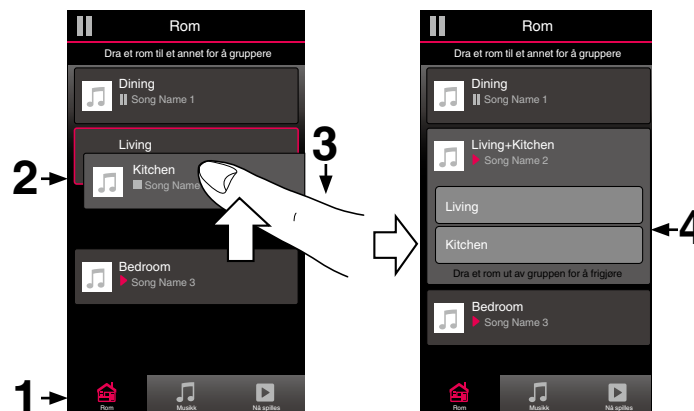 Rom
Dra et rom til et annet for å gruppere
Dining
Song Name 1
Living
Kitchen
Song Name
Bedroom
Song Name 3
Rom
Musikk
Nå spilles
1
2
3
Rom
Dra et rom til et annet for å gruppere
Dining
Song Name 1
Living+Kitchen
Song Name 2
Living
Kitchen
Dra et rom ut av gruppen for å frigjøre
Bedroom
Song Name 3
Rom
Musikk
Nå spilles
4